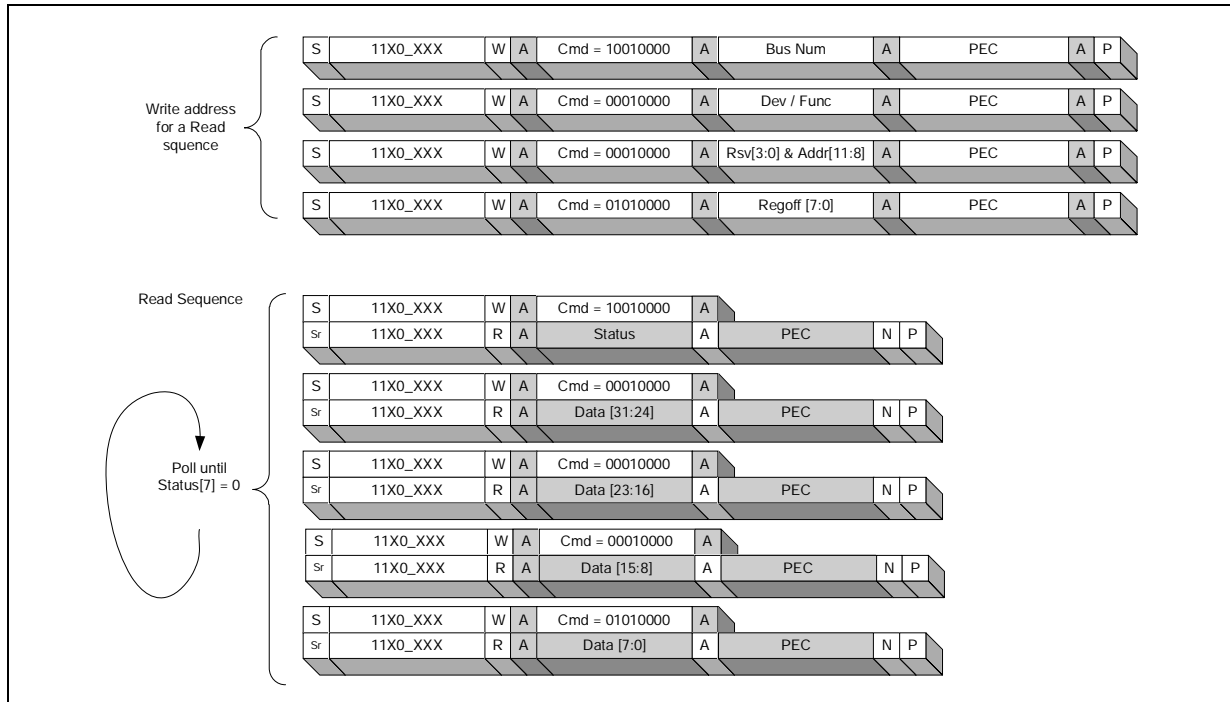 S 11X0_XXX W A Cmd = 10010000 A Bus Num A PEC A P
Write address
for a Read
squence
S 11X0_XXX W A Cmd = 00010000 A Dev / Func A PEC A P
S 11X0_XXX W A Cmd = 00010000 A Rsv[3:0] & Addr[11:8] A PEC A P
S 11X0_XXX W A Cmd = 01010000 A Regoff [7:0] A PEC A P
Read Sequence
S 11X0_XXX W A Cmd = 10010000 A
Sr 11X0_XXX R A Status A PEC N P
S 11X0_XXX W A Cmd = 00010000 A
Sr 11X0_XXX R A Data [31:24] A PEC N P
Poll until
Status[7] = 0
S 11X0_XXX W A Cmd = 00010000 A
Sr 11X0_XXX R A Data [23:16] A PEC N P
S 11X0_XXX W A Cmd = 00010000 A
Sr 11X0_XXX R A Data [15:8] A PEC N P
S 11X0_XXX W A Cmd = 01010000 A
Sr 11X0_XXX R A Data [7:0] A PEC N P